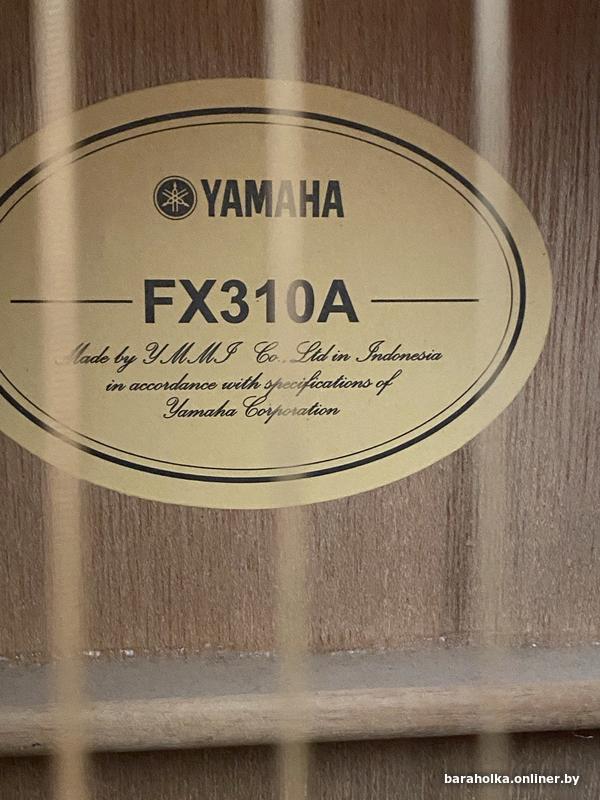 YAMAHA
FX310A
Made by YMMI Co., Ltd in Indonesia
in accordance with specifications of
Yamaha Corporation
baraholka.onliner.by